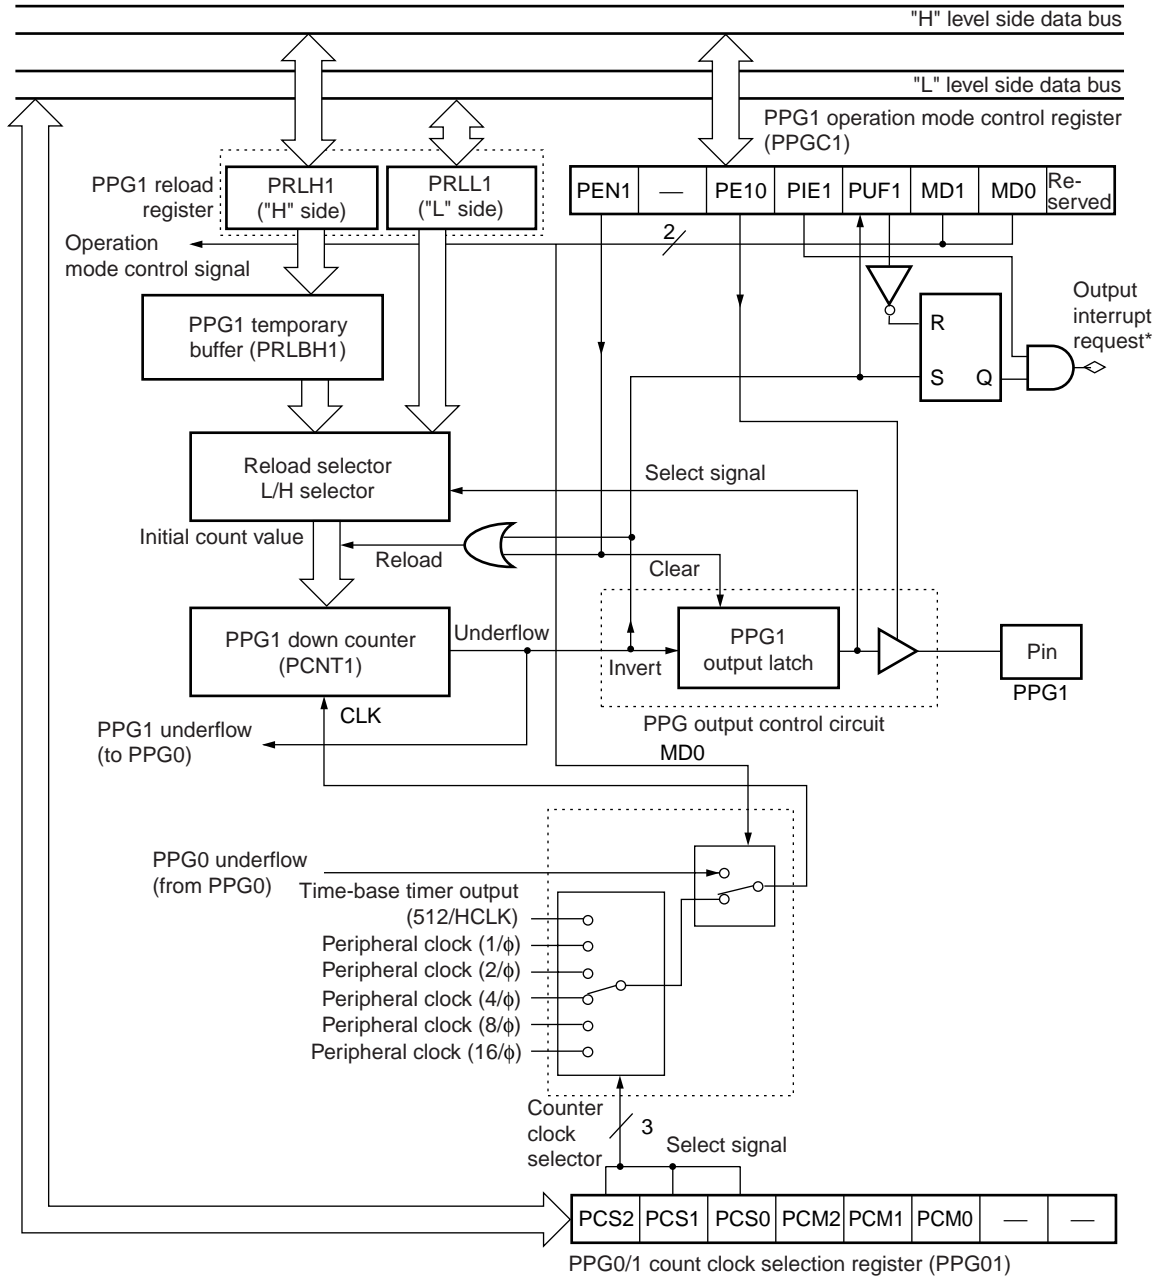 "H" level side data bus
"L" level side data bus
PPG1 operation mode control register
(PPGC1)
PPG1 reload
register
PRLH1
("H" side)
PRLL1
("L" side)
PEN1
—
PE10
PIE1
PUF1
MD1
MD0
Re-
served
Operation
mode control signal
2
PPG1 temporary
buffer (PRLBH1)
R
S
Q
Output
interrupt
request*
Reload selector
L/H selector
Select signal
Initial count value
Reload
Clear
PPG1 down counter
(PCNT1)
Underflow
Invert
PPG1
output latch
Pin
PPG1
CLK
PPG output control circuit
PPG1 underflow
(to PPG0)
MD0
PPG0 underflow
(from PPG0)
Time-base timer output
(512/HCLK)
Peripheral clock (1/ϕ)
Peripheral clock (2/ϕ)
Peripheral clock (4/ϕ)
Peripheral clock (8/ϕ)
Peripheral clock (16/ϕ)
Counter
clock
selector
3
Select signal
PCS2
PCS1
PCS0
PCM2
PCM1
PCM0
—
—
PPG0/1 count clock selection register (PPG01)